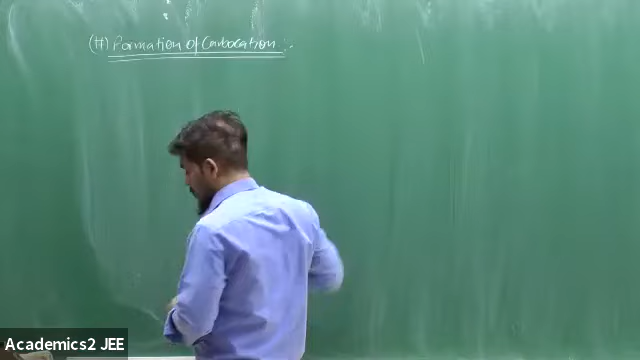 (#) Formation of Carbocation :-
Academics2 JEE